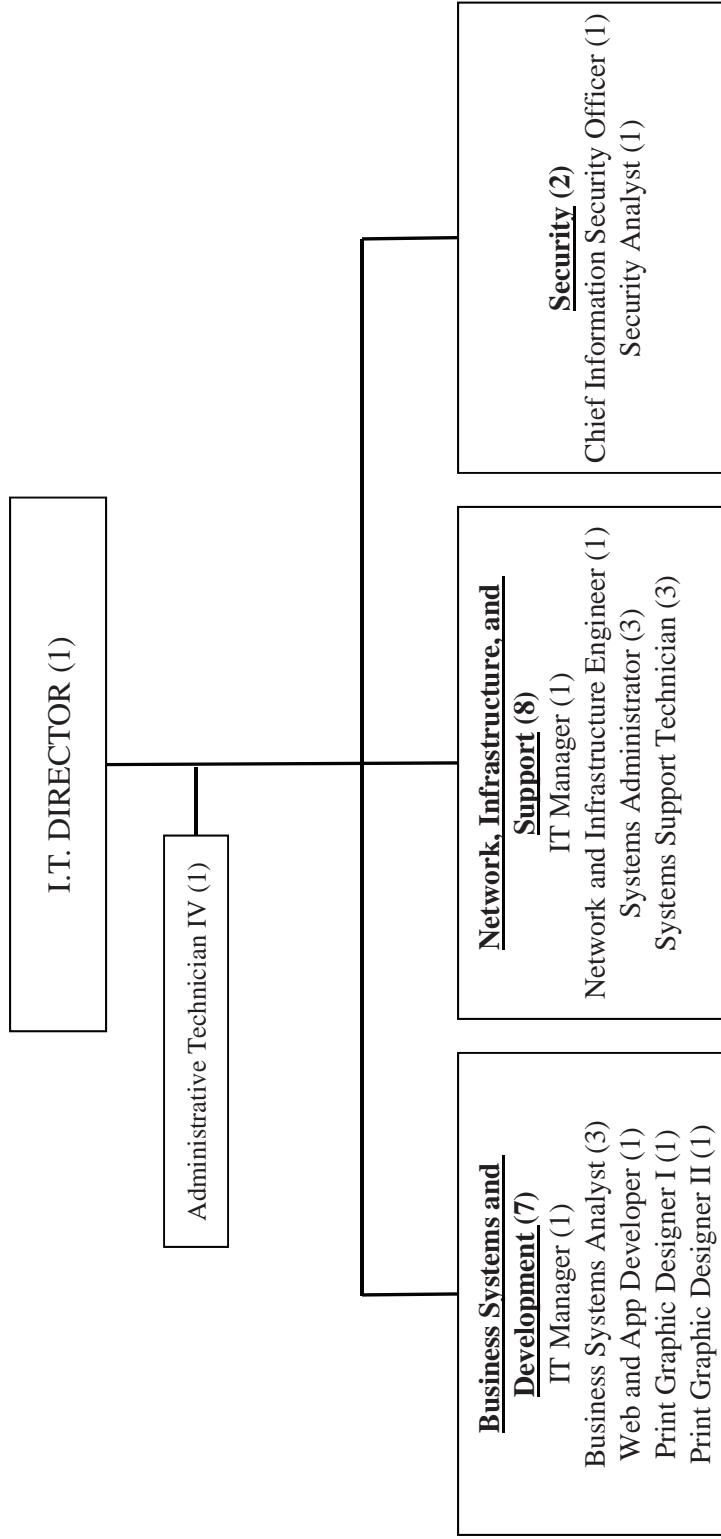 I.T. DIRECTOR (1)
Administrative Technician IV (1)
Business Systems and
Development (7)
IT Manager (1)
Business Systems Analyst (3)
Web and App Developer (1)
Print Graphic Designer I (1)
Print Graphic Designer II (1)
Network, Infrastructure, and
Support (8)
IT Manager (1)
Network and Infrastructure Engineer (1)
Systems Administrator (3)
Systems Support Technician (3)
Security (2)
Chief Information Security Officer (1)
Security Analyst (1)